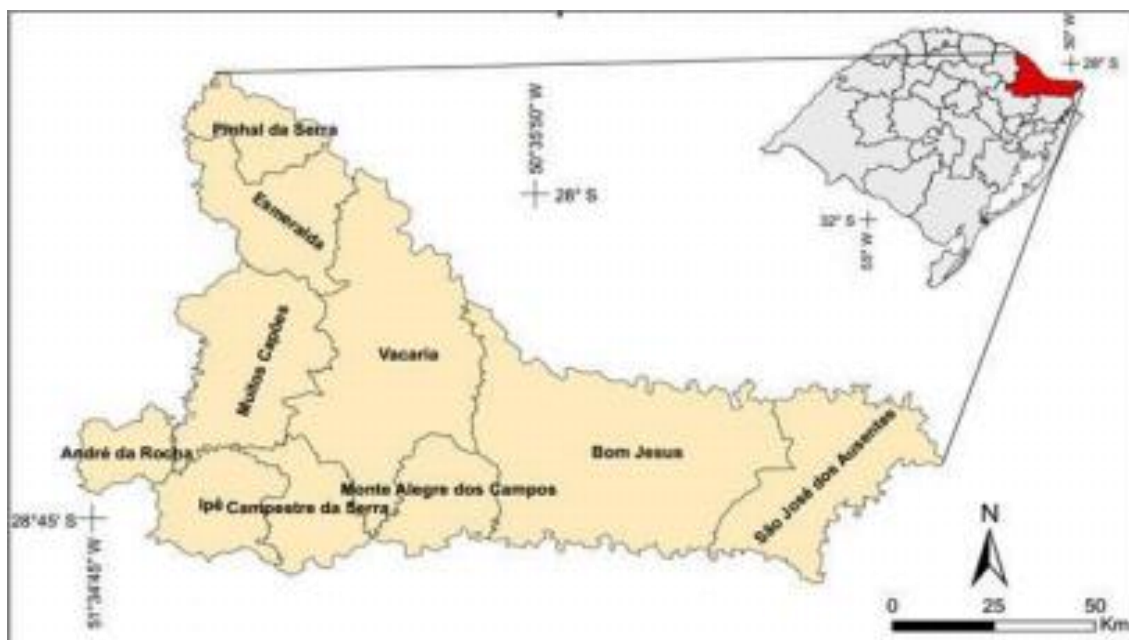 50° W
28° S
Pinhal da Serra
50°35'50" W
28° S
Esmeralda
32° S
55° W
Muitos Capões
Vacaria
André da Rocha
Bom Jesus
São José dos Ausentes
Ipê
Campestre da Serra
Monte Alegre dos Campos
28°45' S
51°34'45" W
N
0 25 50
Km